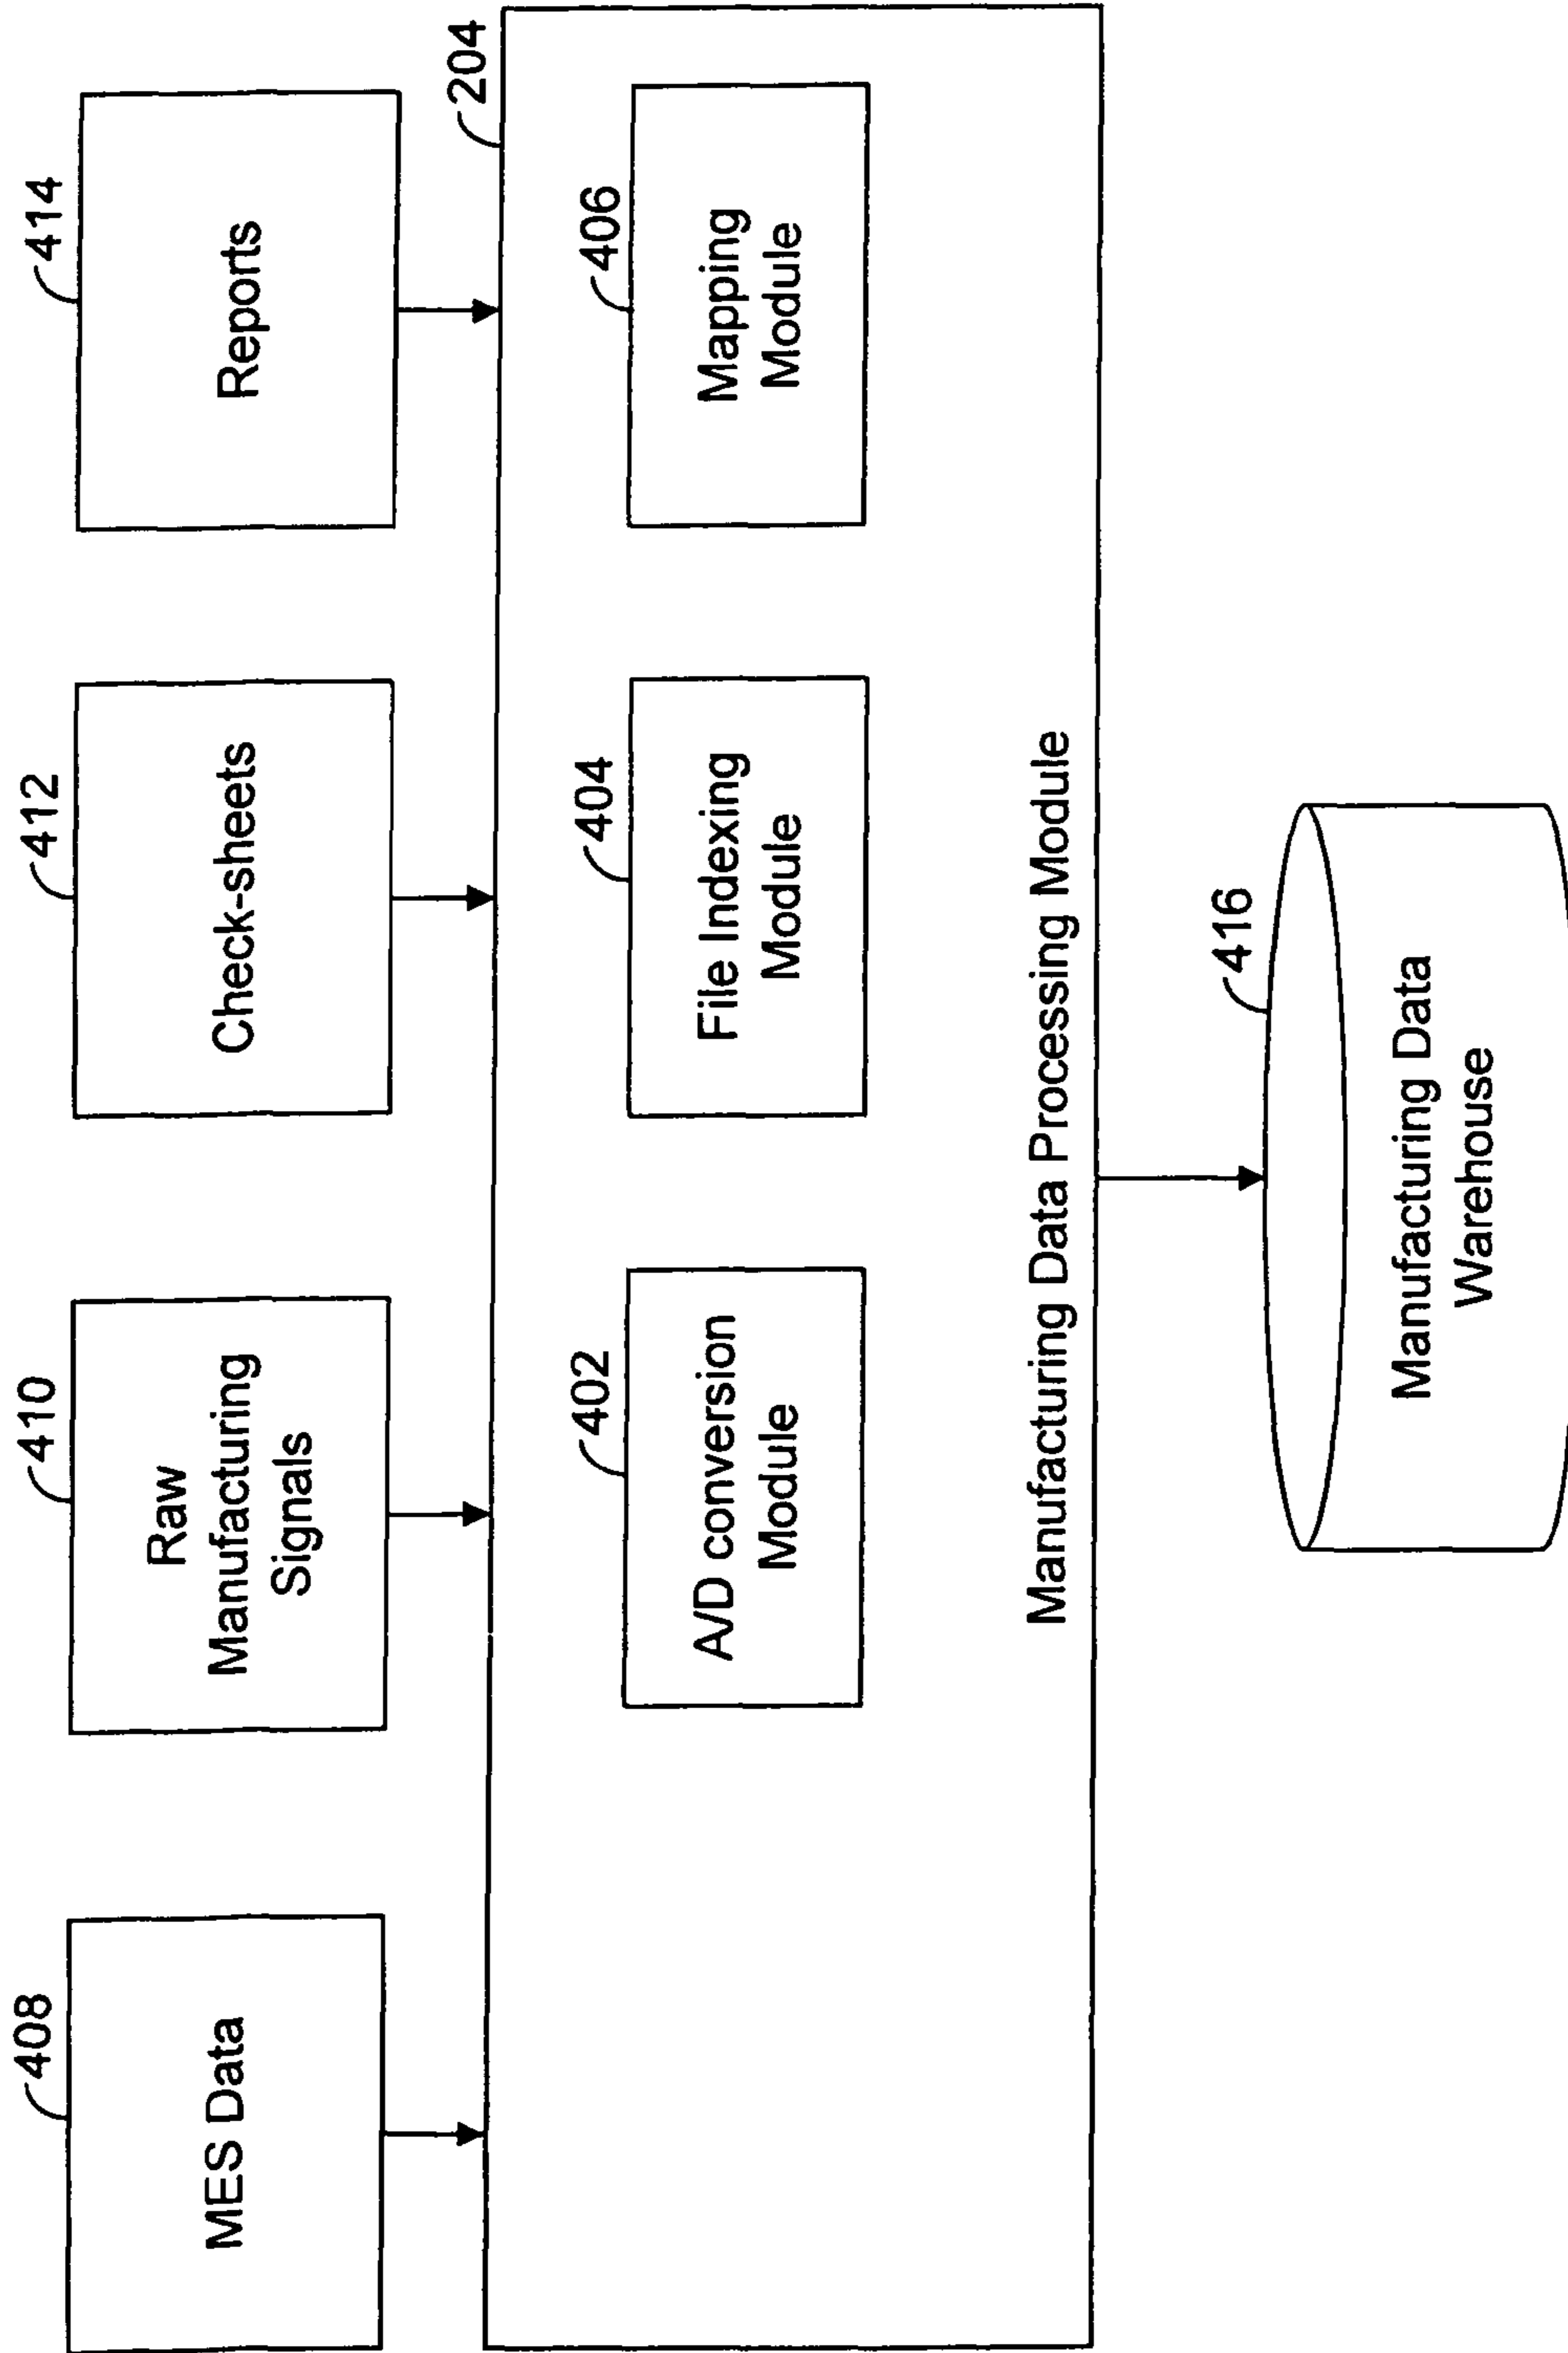 408
MES Data
410
Raw
Manufacturing
Signals
412
Check-sheets
414
Reports
204
402
A/D conversion
Module
404
File Indexing
Module
406
Mapping
Module
Manufacturing Data Processing Module
416
Manufacturing Data
Warehouse